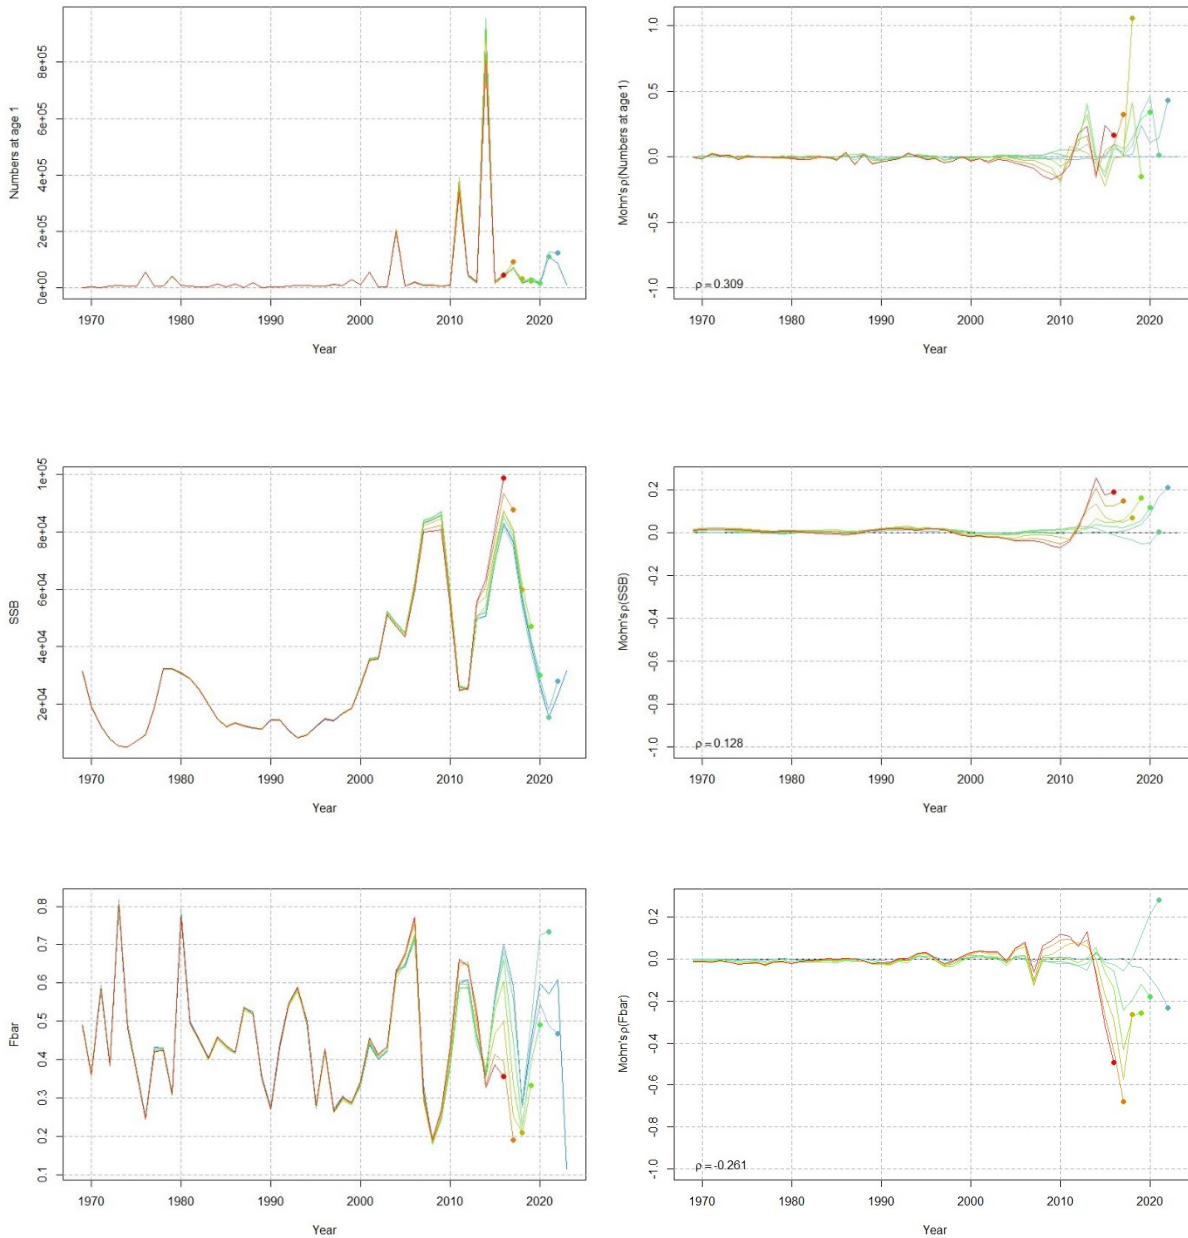 Numbers at age 1
0e+00 2e+05 4e+05 6e+05 8e+05
1970 1980 1990 2000 2010 2020
Year
Mohn's ρ(Numbers at age 1)
-1.0 -0.5 0.0 0.5 1.0
ρ = 0.309
1970 1980 1990 2000 2010 2020
Year
SSB
2e+04 4e+04 6e+04 8e+04 1e+05
1970 1980 1990 2000 2010 2020
Year
Mohn's ρ(SSB)
-1.0 -0.8 -0.6 -0.4 -0.2 0.0 0.2
ρ = 0.128
1970 1980 1990 2000 2010 2020
Year
Fbar
0.1 0.2 0.3 0.4 0.5 0.6 0.7 0.8
1970 1980 1990 2000 2010 2020
Year
Mohn's ρ(Fbar)
-1.0 -0.8 -0.6 -0.4 -0.2 0.0 0.2
ρ = -0.261
1970 1980 1990 2000 2010 2020
Year